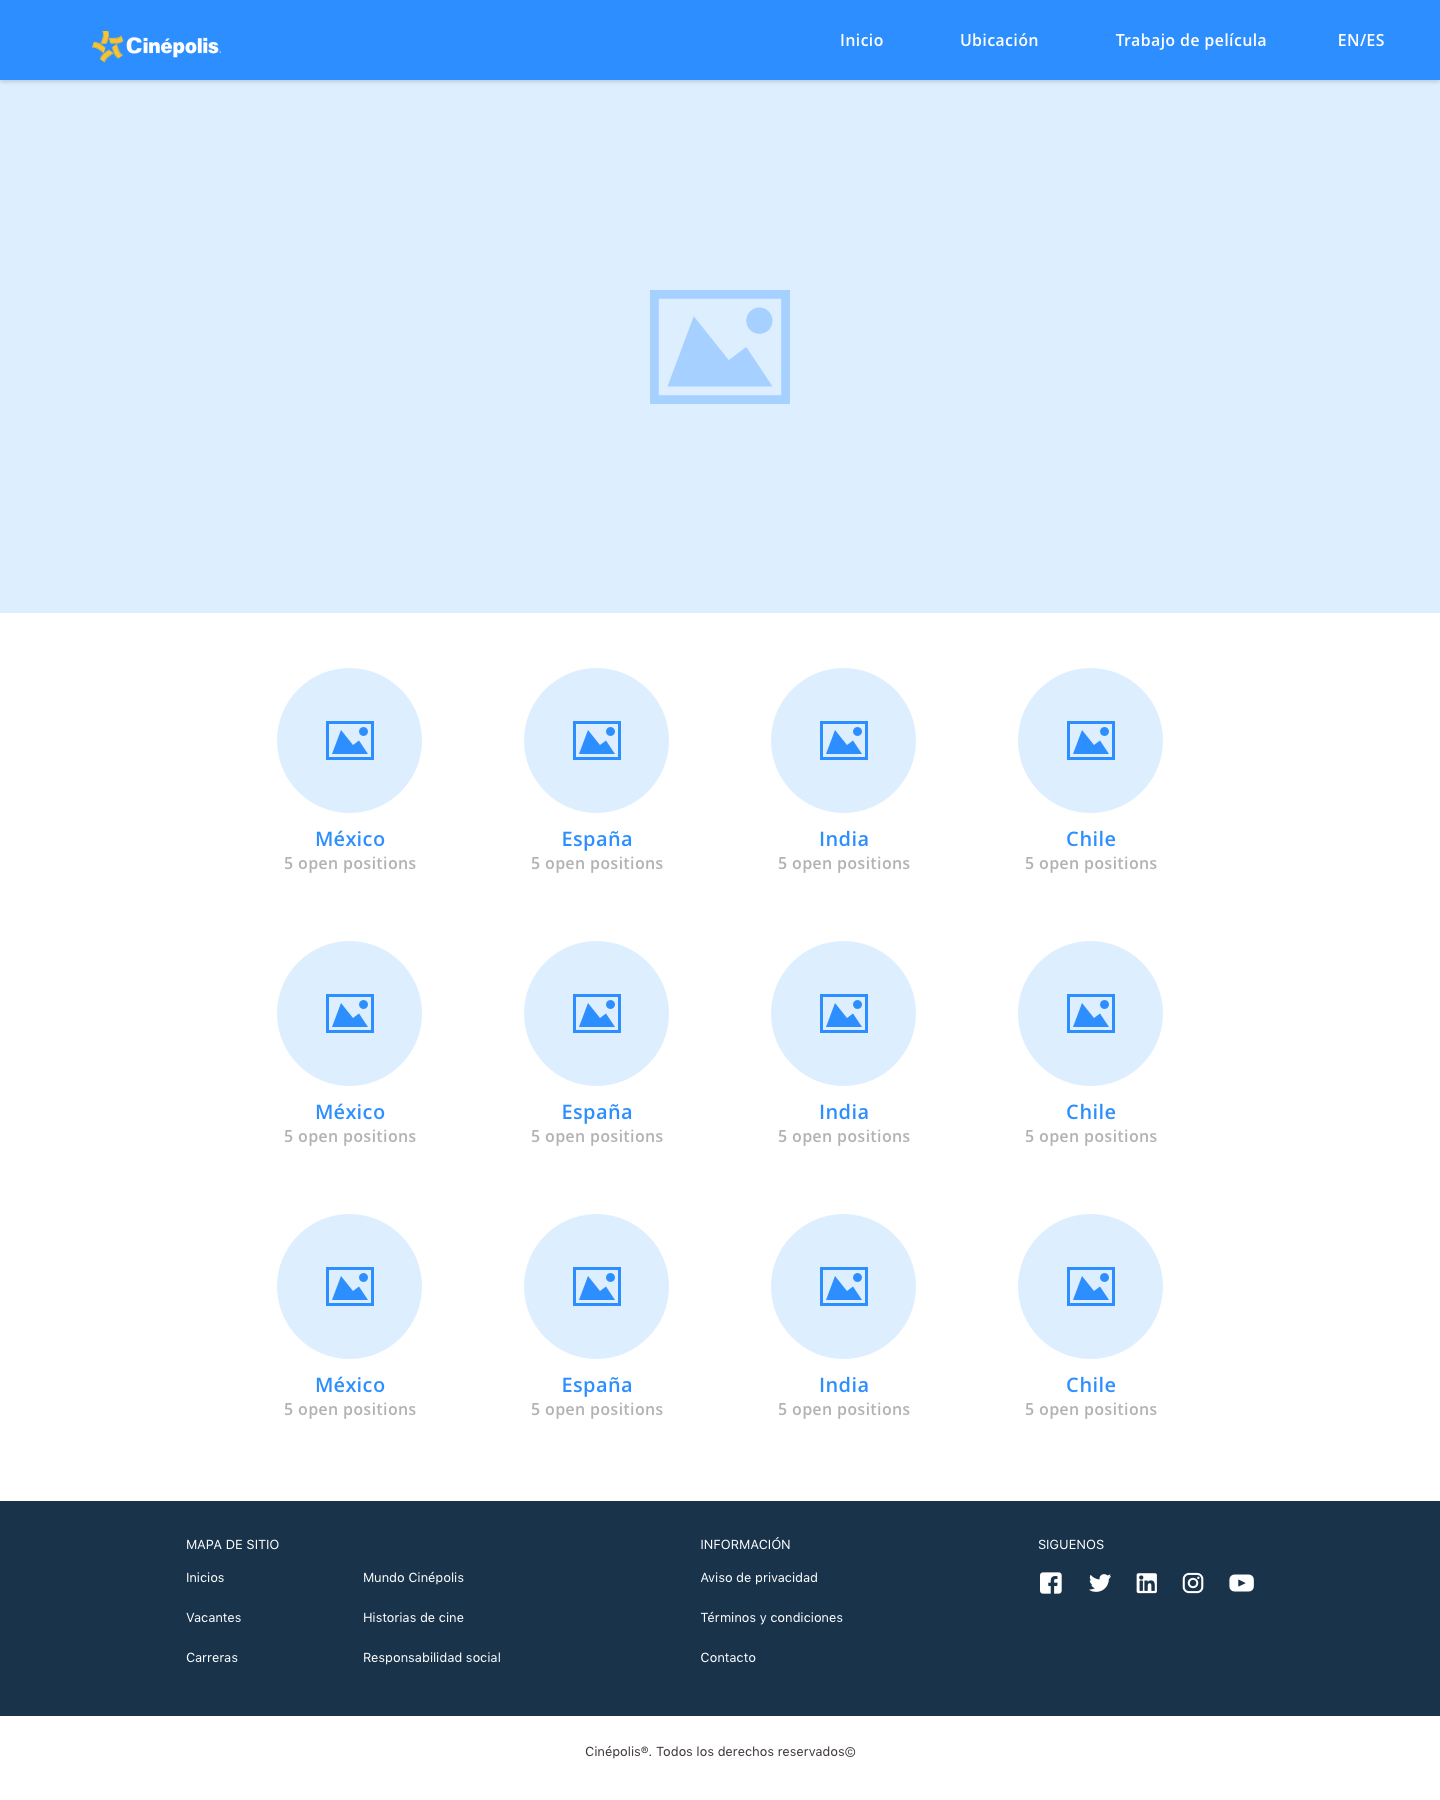 Cinépolis
Inicio Ubicación Trabajo de película EN/ES
México España India Chile
5 open positions 5 open positions 5 open positions 5 open positions
México España India Chile
5 open positions 5 open positions 5 open positions 5 open positions
México España India Chile
5 open positions 5 open positions 5 open positions 5 open positions
MAPA DE SITIO INFORMACIÓN SIGUENOS
Inicios Mundo Cinépolis Aviso de privacidad
Vacantes Historias de cine Términos y condiciones
Carreras Responsabilidad social Contacto
Cinépolis®. Todos los derechos reservados©